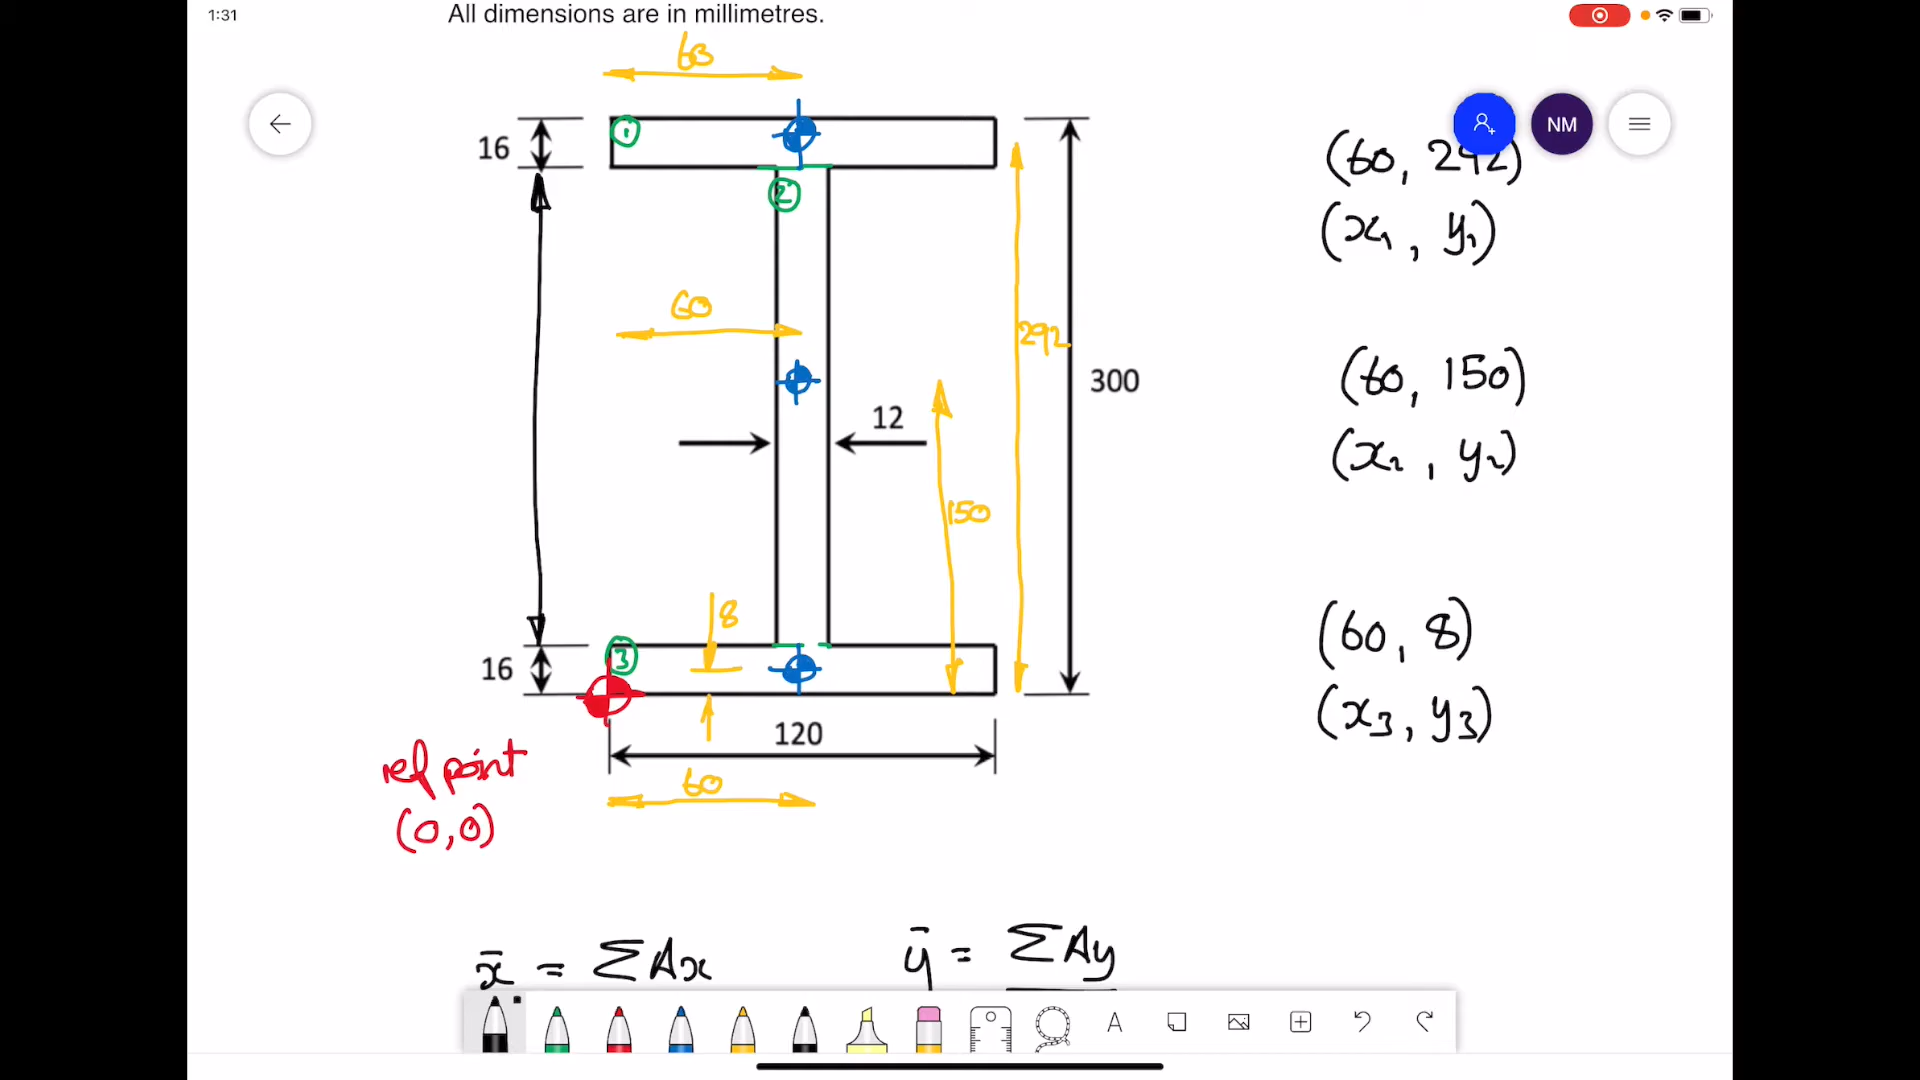 1:31
All dimensions are in millimetres.
60
16
1
NM
(60, 292)
(x₁, y₁)
2
60
292
300
(60, 150)
(x₂, y₂)
12
150
8
(60, 8)
3
16
(x₃, y₃)
120
ref point
(0,0)
60
x̄ = ΣAx
ȳ = ΣAy
A